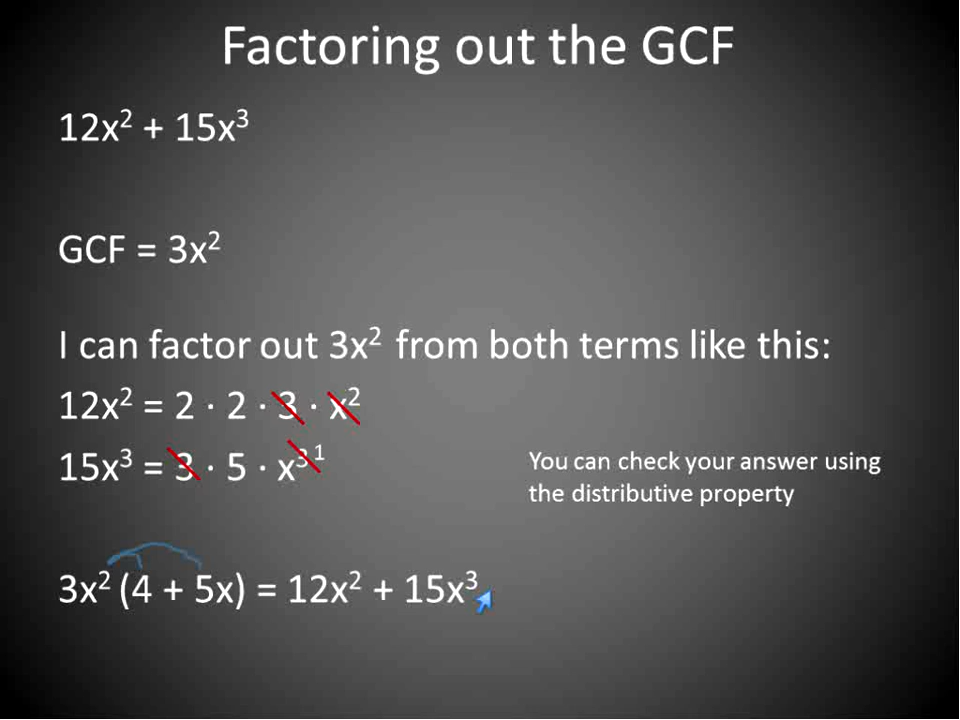 Factoring out the GCF
12x² + 15x³
GCF = 3x²
I can factor out 3x² from both terms like this:
12x² = 2 · 2 · 3 · x²
15x³ = 3 · 5 · x³ ¹
You can check your answer using
the distributive property
3x² (4 + 5x) = 12x² + 15x³